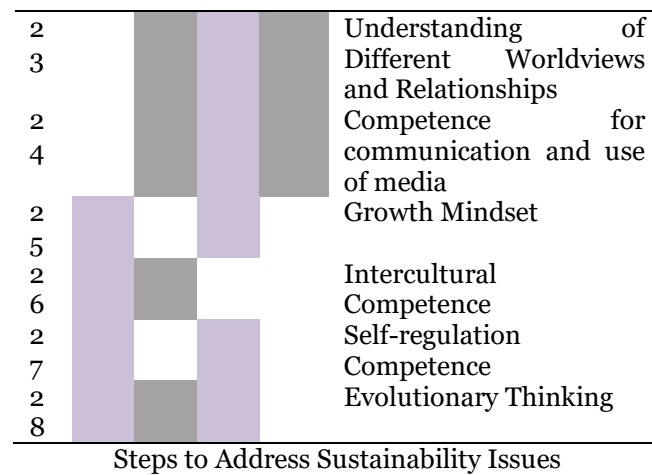 2 Understanding of
3 Different Worldviews
and Relationships
2 Competence for
4 communication and use
of media
2 Growth Mindset
5
2 Intercultural
6 Competence
2 Self-regulation
7 Competence
2 Evolutionary Thinking
8
Steps to Address Sustainability Issues